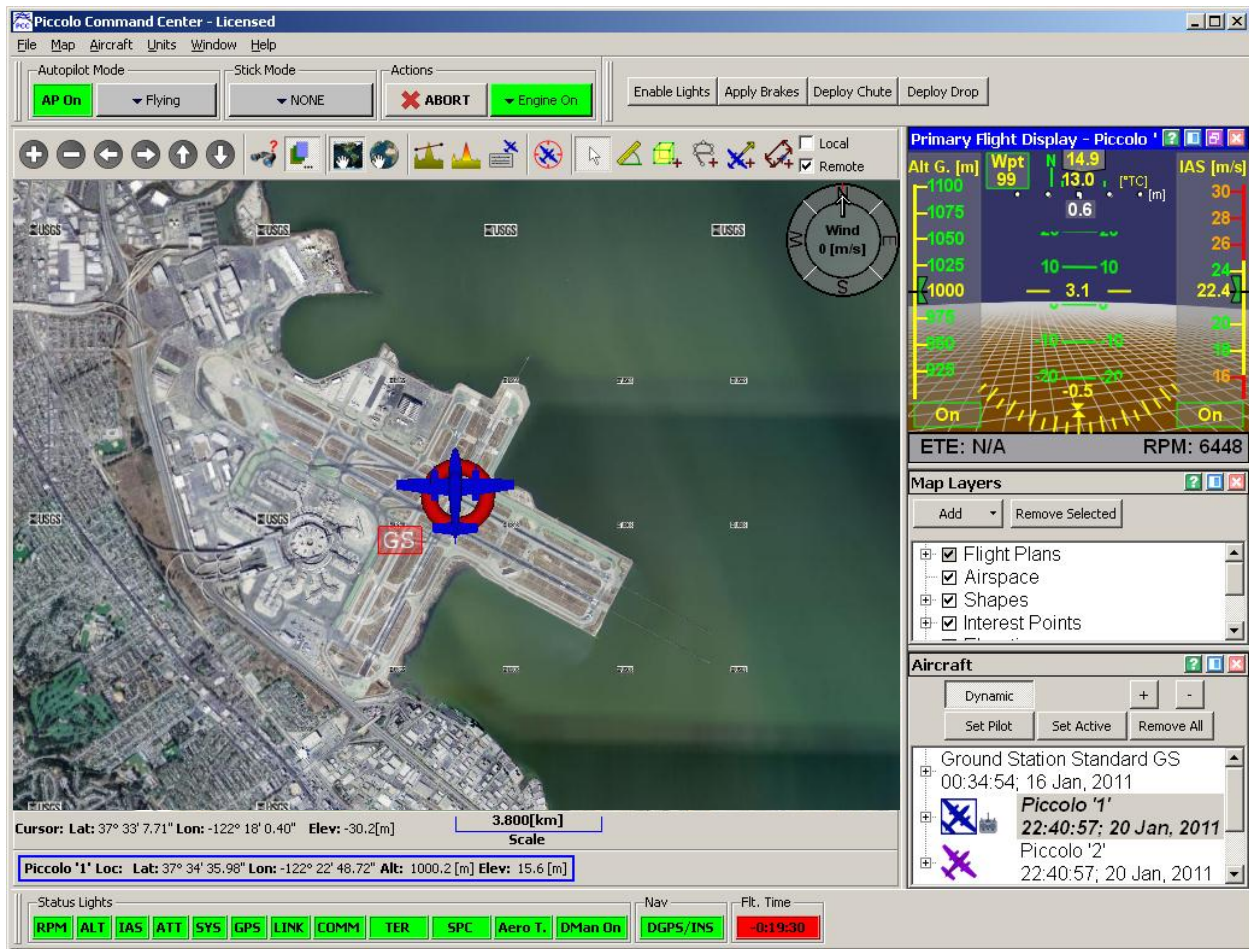 Piccolo Command Center - Licensed
File Map Aircraft Units Window Help
Autopilot Mode Stick Mode Actions
AP On Flying NONE ABORT Engine On Enable Lights Apply Brakes Deploy Chute Deploy Drop
Local
Remote
USGS USGS USGS USGS
N
W E
S
Wind
0 [m/s]
USGS USGS
GS
USGS USGS
Cursor: Lat: 37° 33' 7.71" Lon: -122° 18' 0.40" Elev: -30.2[m]
3.800[km]
Scale
Piccolo '1' Loc: Lat: 37° 34' 35.98" Lon: -122° 22' 48.72" Alt: 1000.2 [m] Elev: 15.6 [m]
Primary Flight Display - Piccolo '
Alt G. [m] Wpt N 14.9 IAS [m/s]
99 13.0 [°TC]
[m]
0.6
1100 30
1075 28
1050 26
1025 10 10 24
1000 3.1 22.4
975 20
950 -10 -10 18
925 -20 -20 16
-0.5
On On
ETE: N/A RPM: 6448
Map Layers
Add Remove Selected
Flight Plans
Airspace
Shapes
Interest Points
Aircraft
Dynamic + -
Set Pilot Set Active Remove All
Ground Station Standard GS
00:34:54; 16 Jan, 2011
Piccolo '1'
22:40:57; 20 Jan, 2011
Piccolo '2'
22:40:57; 20 Jan, 2011
Status Lights Nav Flt. Time
RPM ALT IAS ATT SYS GPS LINK COMM TER SPC Aero T. DMan On DGPS/INS -0:19:30